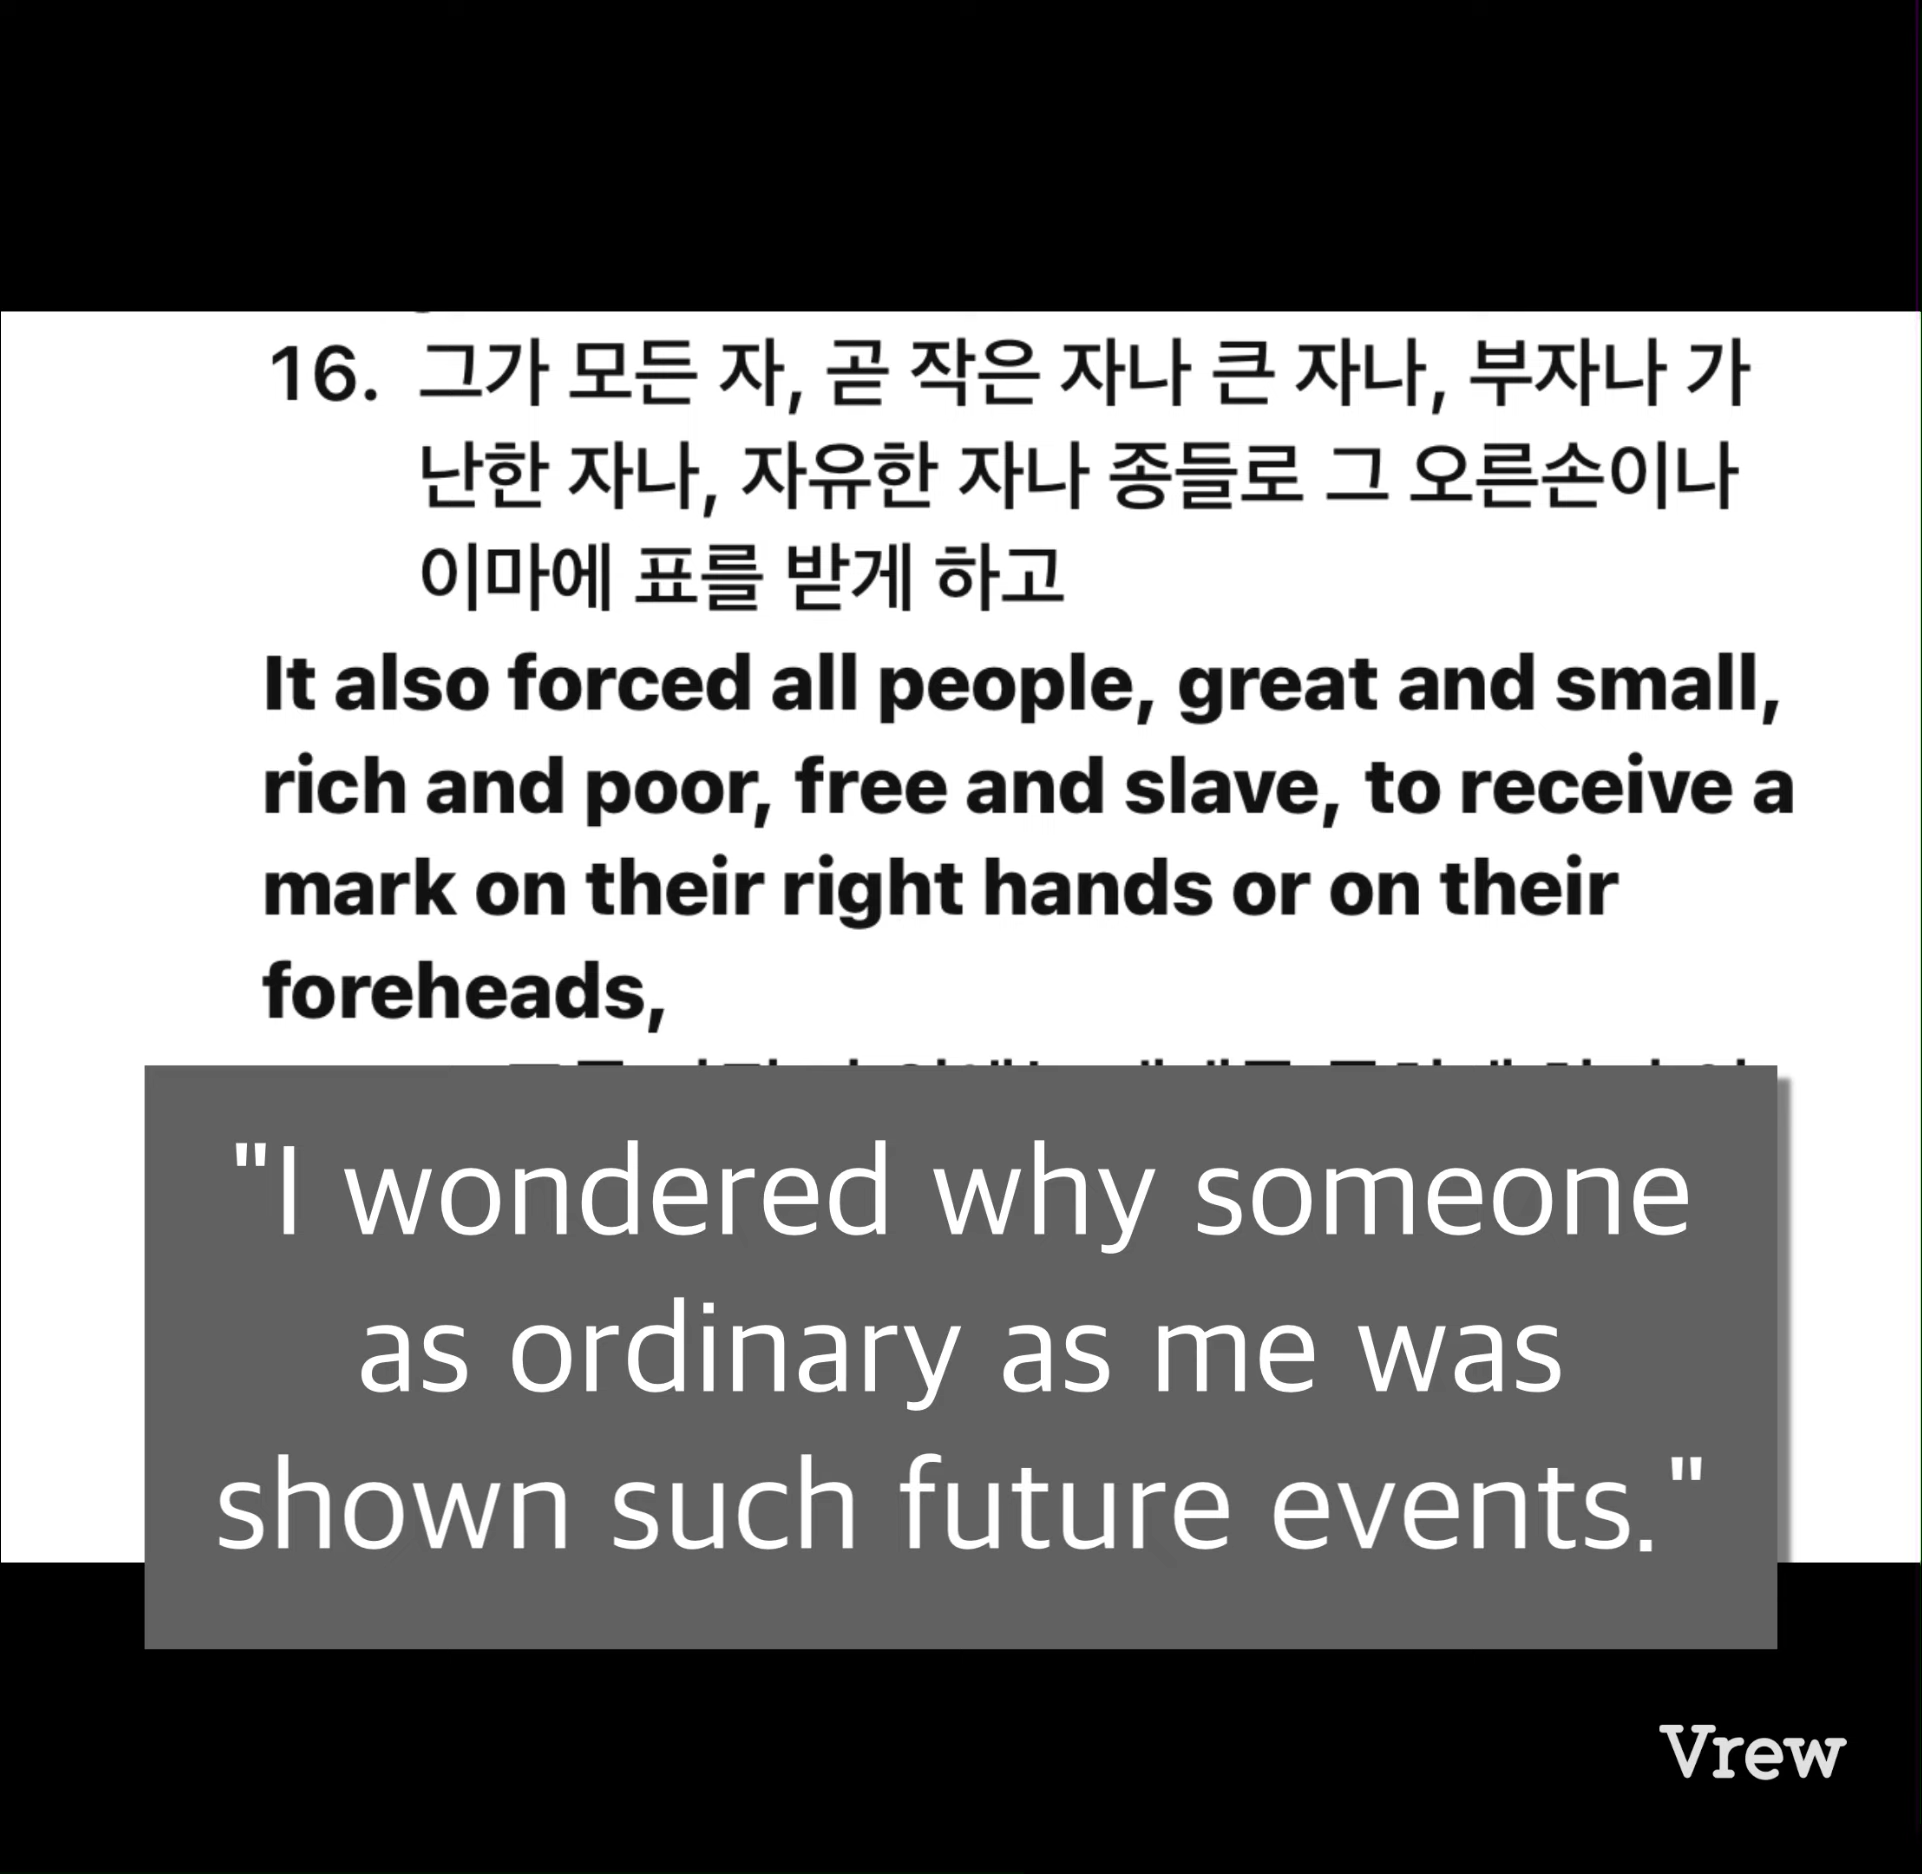 16. 그가 모든 자, 곧 작은 자나 큰 자나, 부자나 가
난한 자나, 자유한 자나 종들로 그 오른손이나
이마에 표를 받게 하고
It also forced all people, great and small,
rich and poor, free and slave, to receive a
mark on their right hands or on their
foreheads,
"I wondered why someone
as ordinary as me was
shown such future events."
Vrew